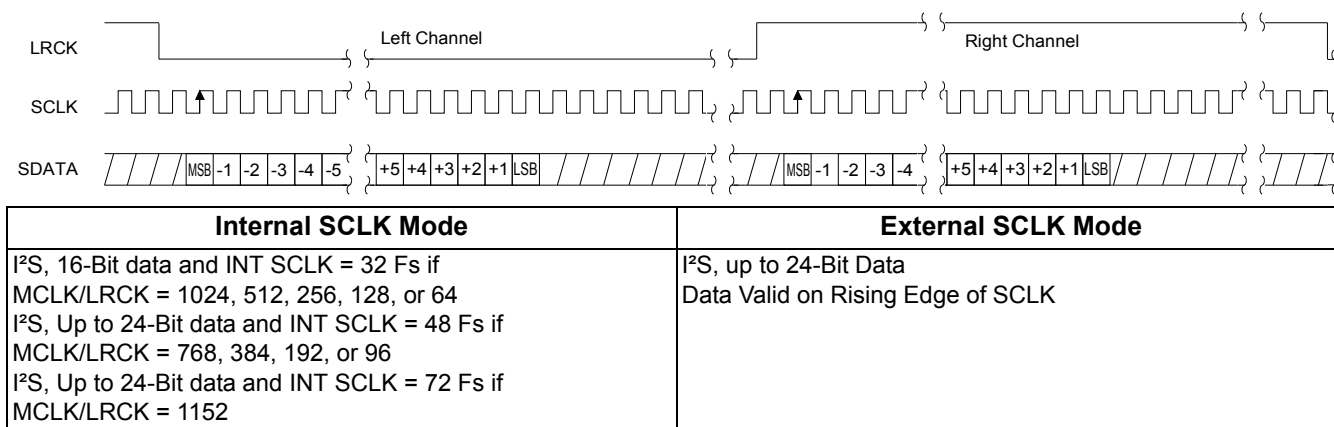 LRCK
Left Channel
Right Channel
SCLK
SDATA
MSB -1 -2 -3 -4 -5 +5 +4 +3 +2 +1 LSB MSB -1 -2 -3 -4 +5 +4 +3 +2 +1 LSB
Internal SCLK Mode
External SCLK Mode
I²S, 16-Bit data and INT SCLK = 32 Fs if
MCLK/LRCK = 1024, 512, 256, 128, or 64
I²S, Up to 24-Bit data and INT SCLK = 48 Fs if
MCLK/LRCK = 768, 384, 192, or 96
I²S, Up to 24-Bit data and INT SCLK = 72 Fs if
MCLK/LRCK = 1152
I²S, up to 24-Bit Data
Data Valid on Rising Edge of SCLK